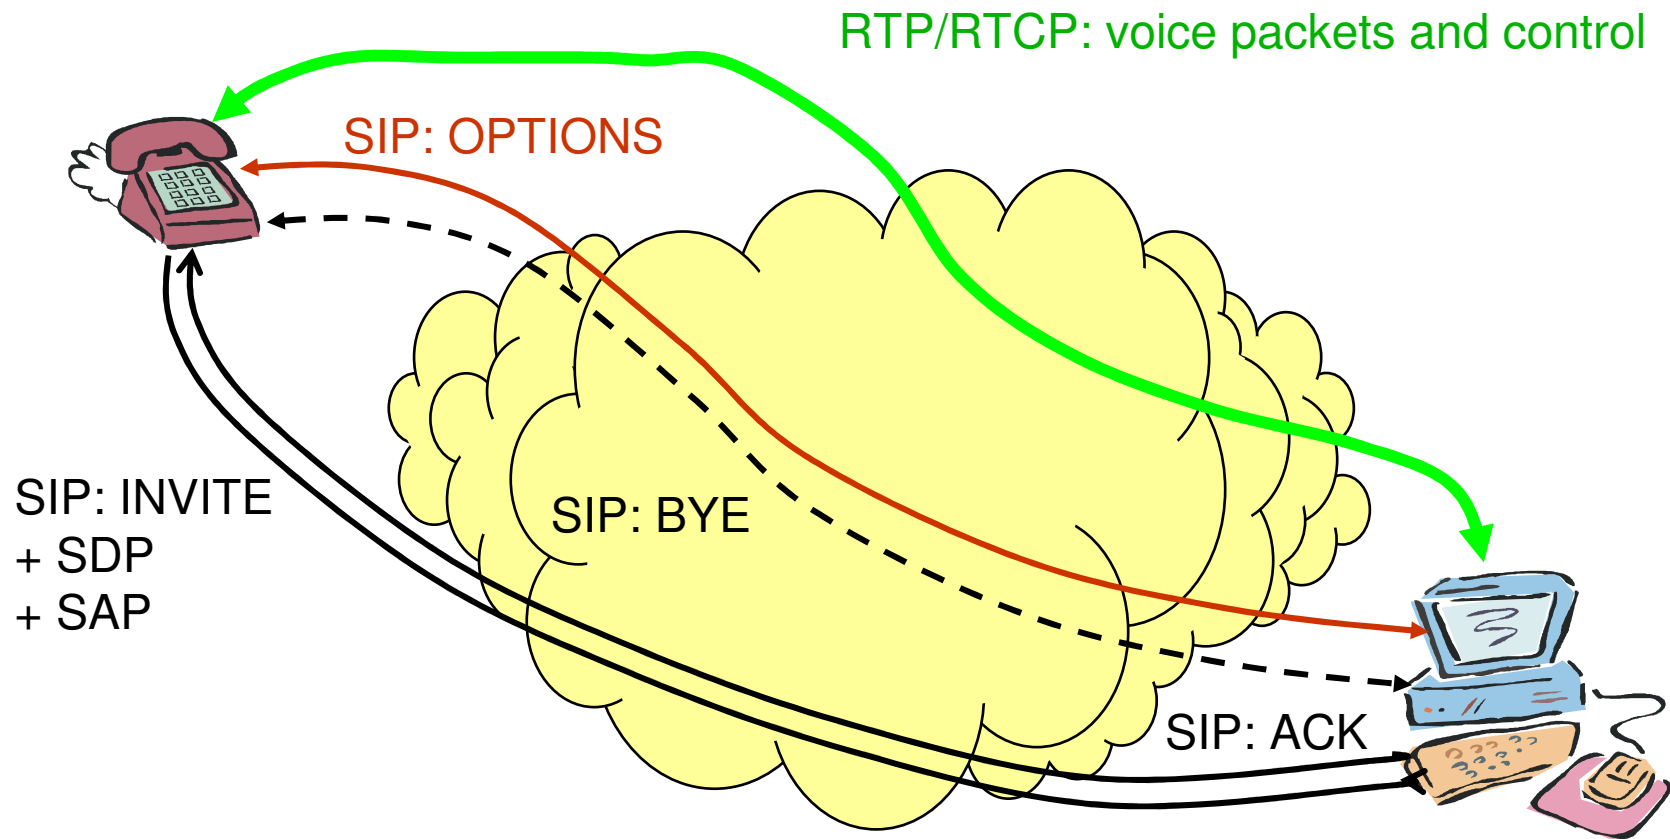 RTP/RTCP: voice packets and control
SIP: OPTIONS
SIP: INVITE
+ SDP
+ SAP
SIP: BYE
SIP: ACK